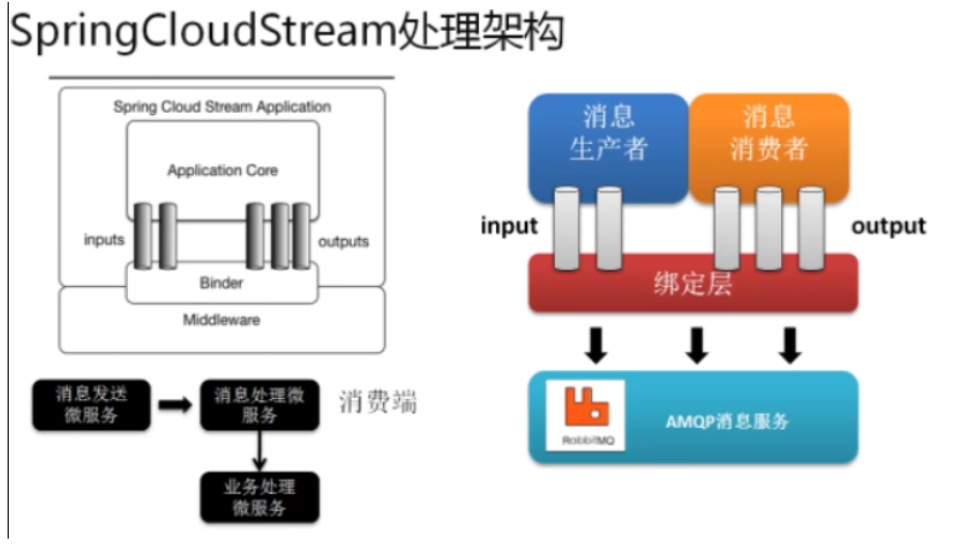 SpringCloudStream处理架构
Spring Cloud Stream Application
Application Core
inputs
outputs
Binder
Middleware
消息发送
微服务
消息处理微
服务
消费端
业务处理
微服务
消息
生产者
消息
消费者
input
output
绑定层
RabbitMQ
AMQP消息服务